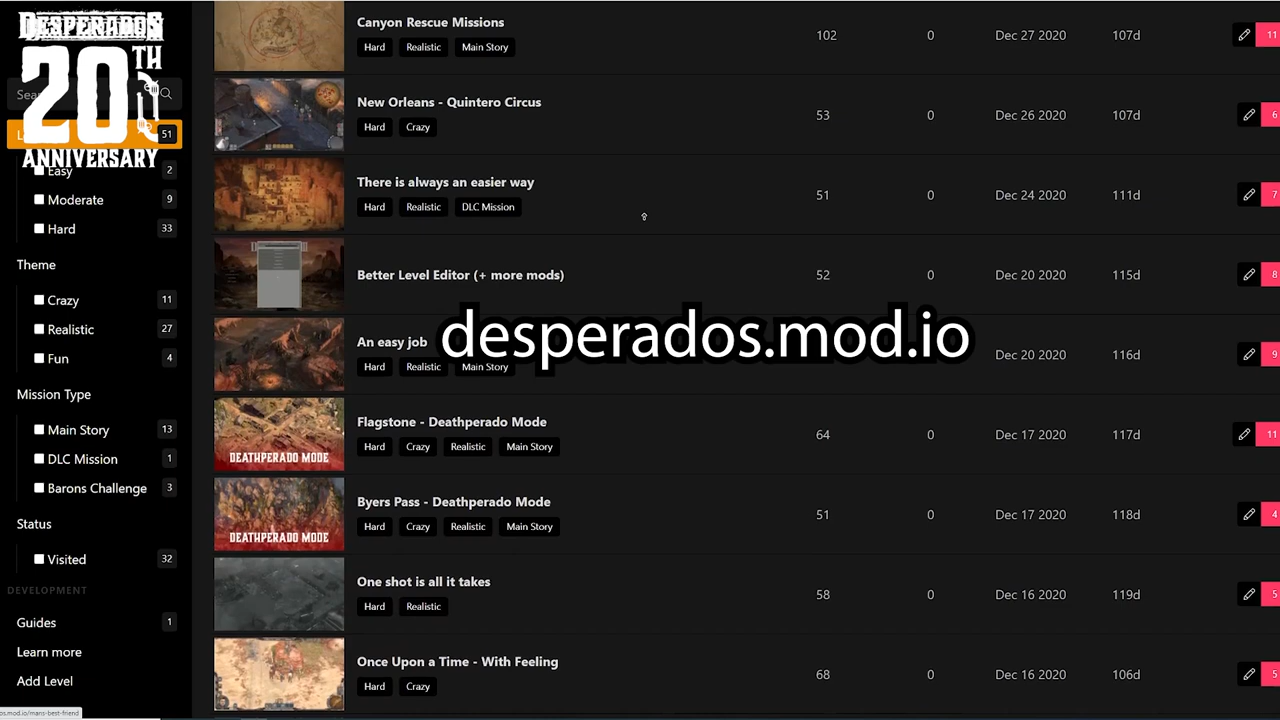 DESPERADOS
20TH
ANNIVERSARY
Sea
L
51
Easy
2
Moderate
9
Hard
33
Theme
Crazy
11
Realistic
27
Fun
4
Mission Type
Main Story
13
DLC Mission
1
Barons Challenge
3
Status
Visited
32
DEVELOPMENT
Guides
1
Learn more
Add Level
os.mod.io/mans-best-friend
Canyon Rescue Missions
Hard Realistic Main Story
102 0 Dec 27 2020 107d 11
New Orleans - Quintero Circus
Hard Crazy
53 0 Dec 26 2020 107d 6
There is always an easier way
Hard Realistic DLC Mission
51 0 Dec 24 2020 111d 7
Better Level Editor (+ more mods)
52 0 Dec 20 2020 115d 8
desperados.mod.io
An easy job
Hard Realistic Main Story
0 Dec 20 2020 116d 9
DEATHPERADO MODE
Flagstone - Deathperado Mode
Hard Crazy Realistic Main Story
64 0 Dec 17 2020 117d 11
DEATHPERADO MODE
Byers Pass - Deathperado Mode
Hard Crazy Realistic Main Story
51 0 Dec 17 2020 118d 4
One shot is all it takes
Hard Realistic
58 0 Dec 16 2020 119d 5
Once Upon a Time - With Feeling
Hard Crazy
68 0 Dec 16 2020 106d 5